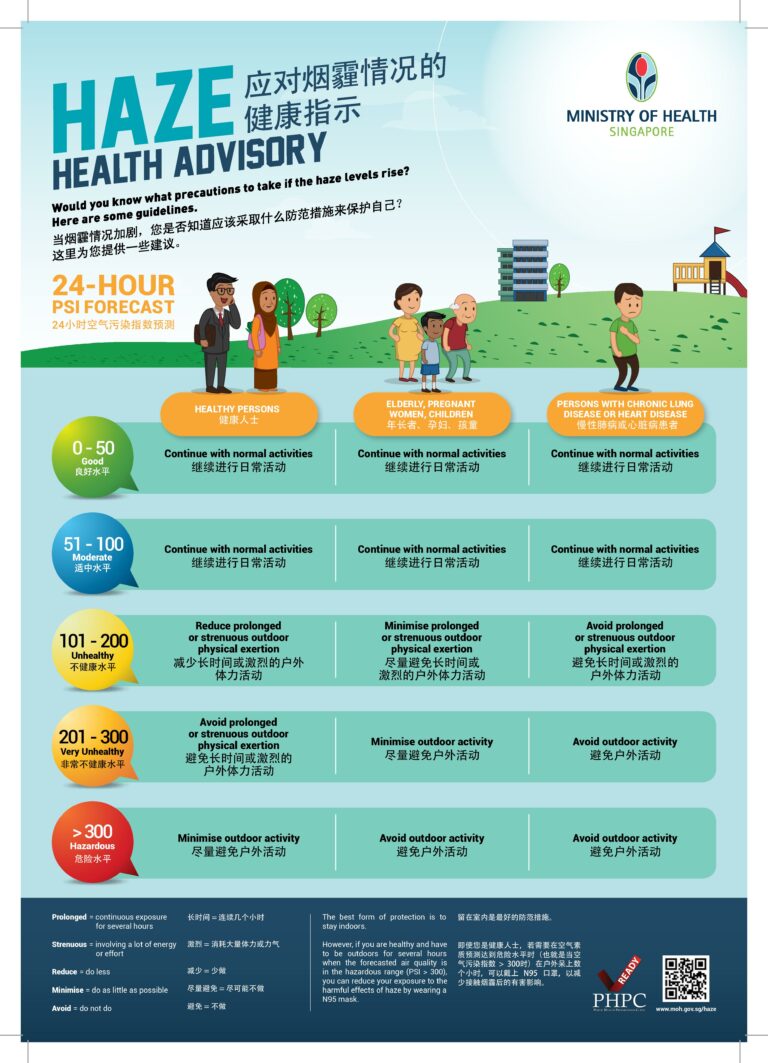 HAZE
应对烟霾情况的
健康指示
HEALTH ADVISORY
MINISTRY OF HEALTH
SINGAPORE
Would you know what precautions to take if the haze levels rise?
Here are some guidelines.
当烟霾情况加剧，您是否知道应该采取什么防范措施来保护自己？
这里为您提供一些建议。
24-HOUR
PSI FORECAST
24小时空气污染指数预测
HEALTHY PERSONS
健康人士
ELDERLY, PREGNANT
WOMEN, CHILDREN
年长者、孕妇、孩童
PERSONS WITH CHRONIC LUNG
DISEASE OR HEART DISEASE
慢性肺病或心脏病患者
0 - 50
Good
良好水平
Continue with normal activities
继续进行日常活动
Continue with normal activities
继续进行日常活动
Continue with normal activities
继续进行日常活动
51 - 100
Moderate
适中水平
Continue with normal activities
继续进行日常活动
Continue with normal activities
继续进行日常活动
Continue with normal activities
继续进行日常活动
101 - 200
Unhealthy
不健康水平
Reduce prolonged
or strenuous outdoor
physical exertion
减少长时间或激烈的户外
体力活动
Minimise prolonged
or strenuous outdoor
physical exertion
尽量避免长时间或
激烈的户外体力活动
Avoid prolonged
or strenuous outdoor
physical exertion
避免长时间或激烈的
户外体力活动
201 - 300
Very Unhealthy
非常不健康水平
Avoid prolonged
or strenuous outdoor
physical exertion
避免长时间或激烈的
户外体力活动
Minimise outdoor activity
尽量避免户外活动
Avoid outdoor activity
避免户外活动
> 300
Hazardous
危险水平
Minimise outdoor activity
尽量避免户外活动
Avoid outdoor activity
避免户外活动
Avoid outdoor activity
避免户外活动
Prolonged = continuous exposure
for several hours
长时间 = 连续几个小时
Strenuous = involving a lot of energy
or effort
激烈 = 消耗大量体力或力气
Reduce = do less
减少 = 少做
Minimise = do as little as possible
尽量避免 = 尽可能不做
Avoid = do not do
避免 = 不做
The best form of protection is to
stay indoors.
However, if you are healthy and have
to be outdoors for several hours
when the forecasted air quality is
in the hazardous range (PSI > 300),
you can reduce your exposure to the
harmful effects of haze by wearing a
N95 mask.
留在室内是最好的防范措施。
即使您是健康人士，若需要在空气素
质预测达到危险水平时（也就是当空
气污染指数 > 300时）在户外呆上数
个小时，可以戴上 N95 口罩，以减
少接触烟霾后的有害影响。
READY
PHPC
www.moh.gov.sg/haze